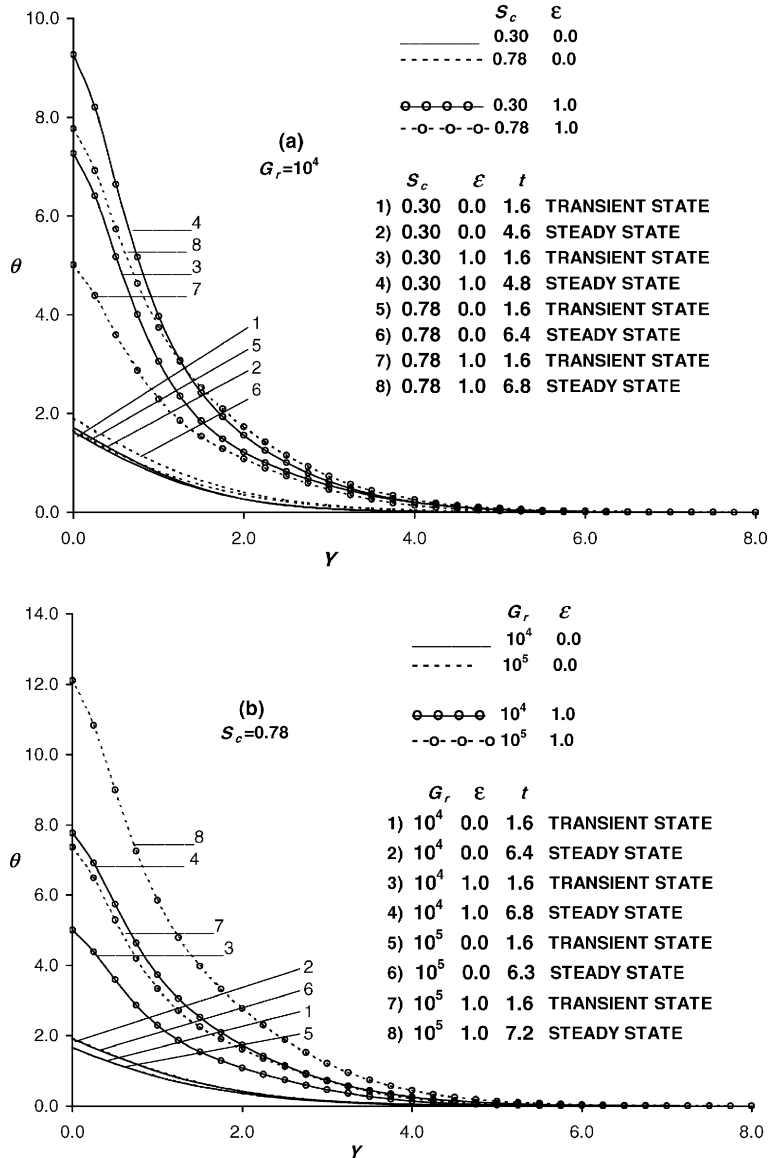 S_c ε
0.30 0.0
0.78 0.0
0.30 1.0
0.78 1.0
(a)
G_r=10^4
S_c ε t
1) 0.30 0.0 1.6 TRANSIENT STATE
2) 0.30 0.0 4.6 STEADY STATE
3) 0.30 1.0 1.6 TRANSIENT STATE
4) 0.30 1.0 4.8 STEADY STATE
5) 0.78 0.0 1.6 TRANSIENT STATE
6) 0.78 0.0 6.4 STEADY STATE
7) 0.78 1.0 1.6 TRANSIENT STATE
8) 0.78 1.0 6.8 STEADY STATE
10.0
8.0
6.0
θ
4.0
2.0
0.0
4
8
3
7
1
5
2
6
0.0 2.0 4.0 6.0 8.0
Y
G_r ε
10^4 0.0
10^5 0.0
10^4 1.0
10^5 1.0
(b)
S_c=0.78
G_r ε t
1) 10^4 0.0 1.6 TRANSIENT STATE
2) 10^4 0.0 6.4 STEADY STATE
3) 10^4 1.0 1.6 TRANSIENT STATE
4) 10^4 1.0 6.8 STEADY STATE
5) 10^5 0.0 1.6 TRANSIENT STATE
6) 10^5 0.0 6.3 STEADY STATE
7) 10^5 1.0 1.6 TRANSIENT STATE
8) 10^5 1.0 7.2 STEADY STATE
14.0
12.0
10.0
8.0
θ
6.0
4.0
2.0
0.0
8
4
7
3
2
6
1
5
0.0 2.0 4.0 6.0 8.0
Y